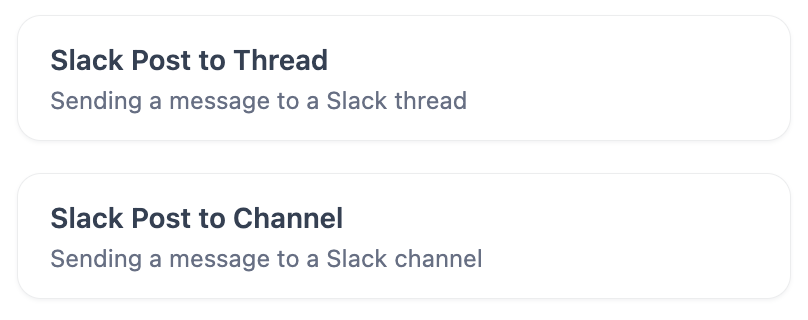 Slack Post to Thread
Sending a message to a Slack thread
Slack Post to Channel
Sending a message to a Slack channel